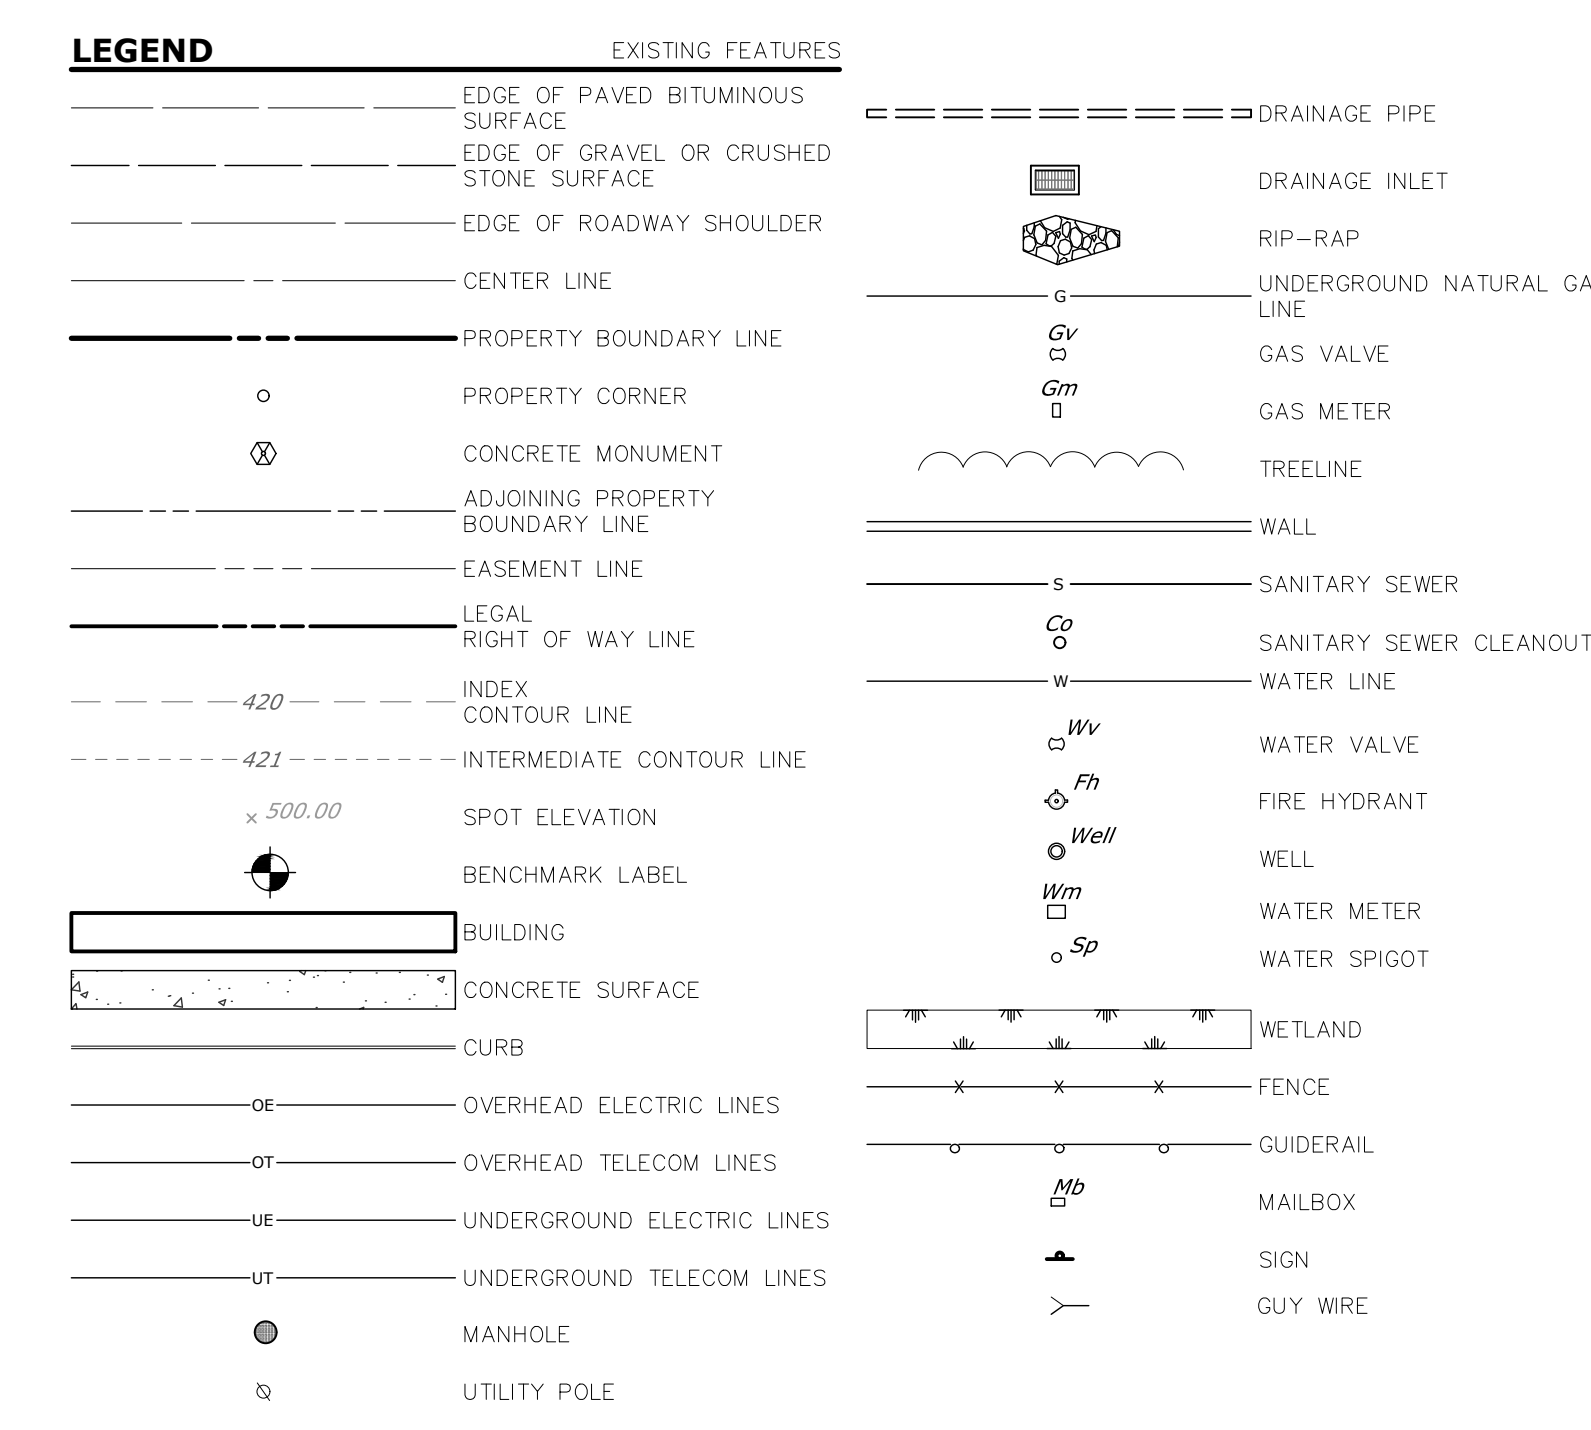 LEGEND
EXISTING FEATURES
EDGE OF PAVED BITUMINOUS
SURFACE
EDGE OF GRAVEL OR CRUSHED
STONE SURFACE
EDGE OF ROADWAY SHOULDER
CENTER LINE
PROPERTY BOUNDARY LINE
PROPERTY CORNER
CONCRETE MONUMENT
ADJOINING PROPERTY
BOUNDARY LINE
EASEMENT LINE
LEGAL
RIGHT OF WAY LINE
INDEX
420
CONTOUR LINE
421 INTERMEDIATE CONTOUR LINE
500.00 SPOT ELEVATION
BENCHMARK LABEL
BUILDING
CONCRETE SURFACE
CURB
OE OVERHEAD ELECTRIC LINES
OT OVERHEAD TELECOM LINES
UE UNDERGROUND ELECTRIC LINES
UT UNDERGROUND TELECOM LINES
MANHOLE
UTILITY POLE
DRAINAGE PIPE
DRAINAGE INLET
RIP-RAP
UNDERGROUND NATURAL GA
G
LINE
Gv
GAS VALVE
Gm
GAS METER
TREELINE
WALL
S SANITARY SEWER
Co
SANITARY SEWER CLEANOUT
W WATER LINE
Wv
WATER VALVE
Fh
FIRE HYDRANT
Well
WELL
Wm
WATER METER
Sp
WATER SPIGOT
WETLAND
FENCE
GUIDERAIL
Mb
MAILBOX
SIGN
GUY WIRE